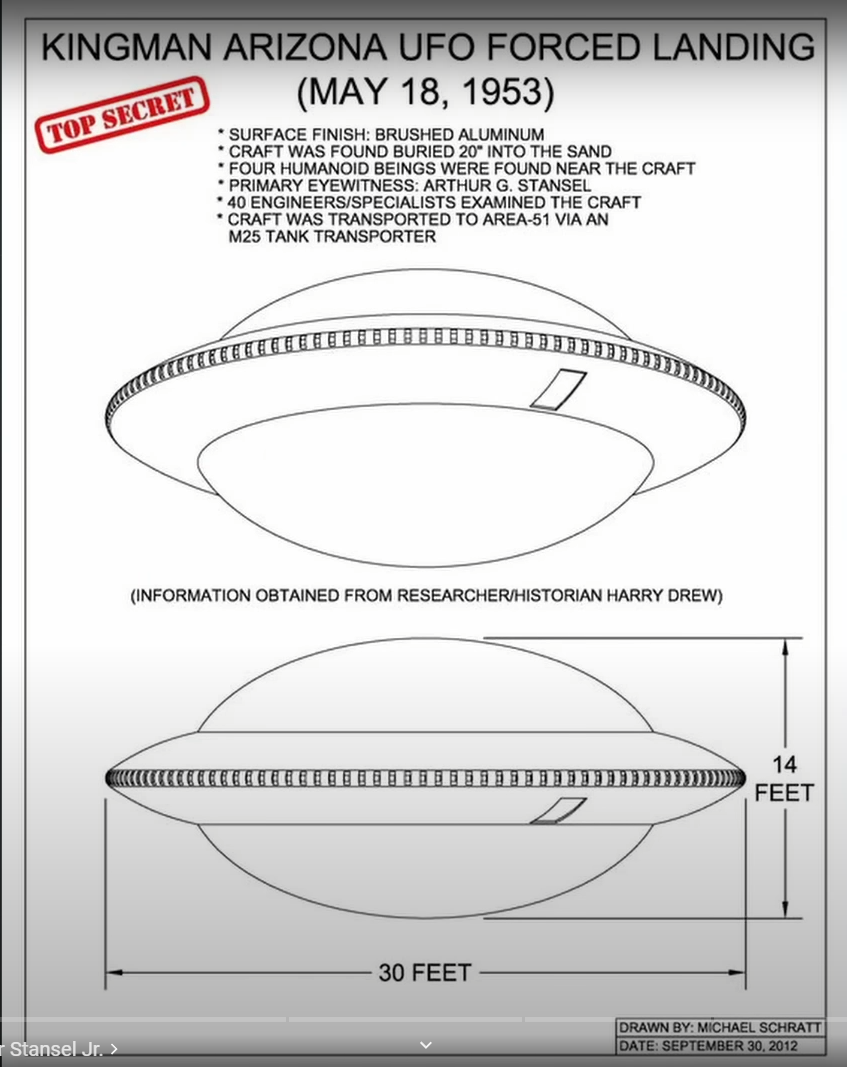 KINGMAN ARIZONA UFO FORCED LANDING
(MAY 18, 1953)
TOP SECRET
* SURFACE FINISH: BRUSHED ALUMINUM
* CRAFT WAS FOUND BURIED 20" INTO THE SAND
* FOUR HUMANOID BEINGS WERE FOUND NEAR THE CRAFT
* PRIMARY EYEWITNESS: ARTHUR G. STANSEL
* 40 ENGINEERS/SPECIALISTS EXAMINED THE CRAFT
* CRAFT WAS TRANSPORTED TO AREA-51 VIA AN
M25 TANK TRANSPORTER
(INFORMATION OBTAINED FROM RESEARCHER/HISTORIAN HARRY DREW)
14
FEET
30 FEET
DRAWN BY: MICHAEL SCHRATT
DATE: SEPTEMBER 30, 2012
r Stansel Jr. >